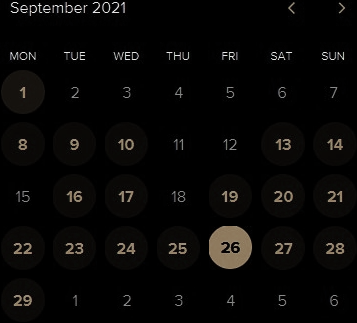 September 2021
MON TUE WED THU FRI SAT SUN
1 2 3 4 5 6 7
8 9 10 11 12 13 14
15 16 17 18 19 20 21
22 23 24 25 26 27 28
29 1 2 3 4 5 6